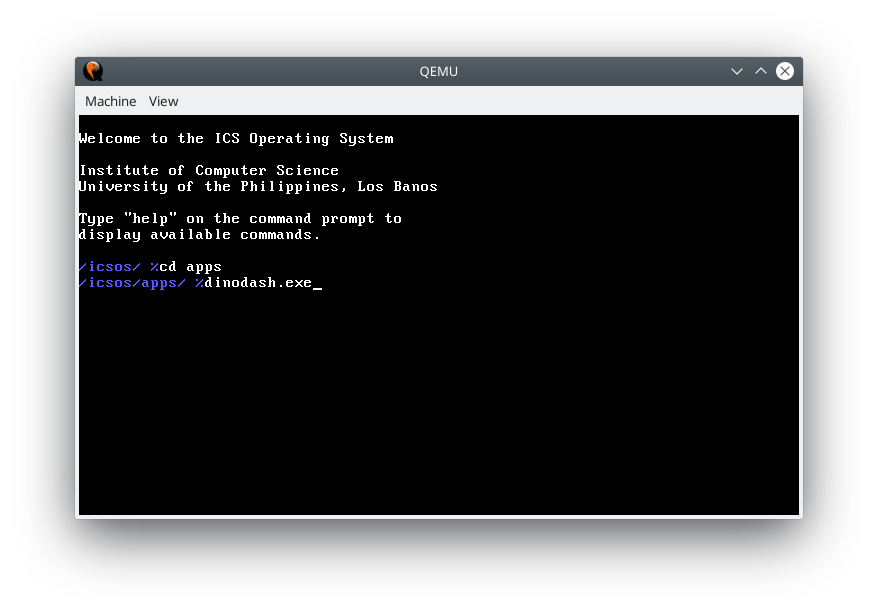 QEMU
Machine View
Welcome to the ICS Operating System
Institute of Computer Science
University of the Philippines, Los Banos
Type "help" on the command prompt to
display available commands.
/icsos/ %cd apps
/icsos/apps/ %dinodash.exe_